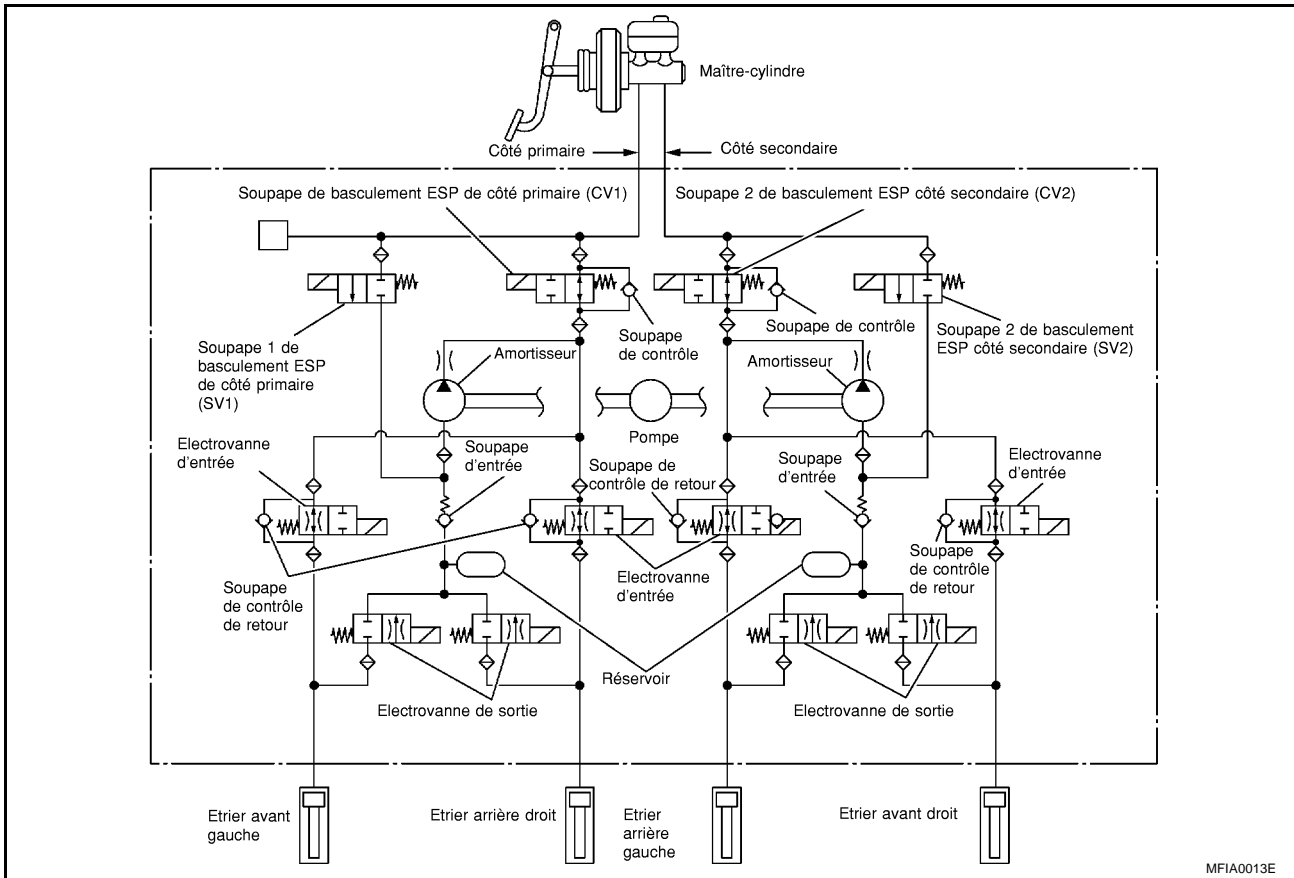 Maître-cylindre
Côté primaire
Côté secondaire
Soupape de basculement ESP de côté primaire (CV1)
Soupape 2 de basculement ESP côté secondaire (CV2)
Soupape 1 de
basculement ESP
de côté primaire
(SV1)
Amortisseur
Soupape
de contrôle
Soupape de contrôle
Amortisseur
Soupape 2 de basculement
ESP côté secondaire (SV2)
Pompe
Electrovanne
d'entrée
Soupape
d'entrée
Soupape de
contrôle de retour
Soupape
d'entrée
Electrovanne
d'entrée
Soupape
de contrôle
de retour
Electrovanne
d'entrée
Soupape
de contrôle
de retour
Réservoir
Electrovanne de sortie
Electrovanne de sortie
Etrier avant
gauche
Etrier arrière droit
Etrier
arrière
gauche
Etrier avant droit
MFIA0013E